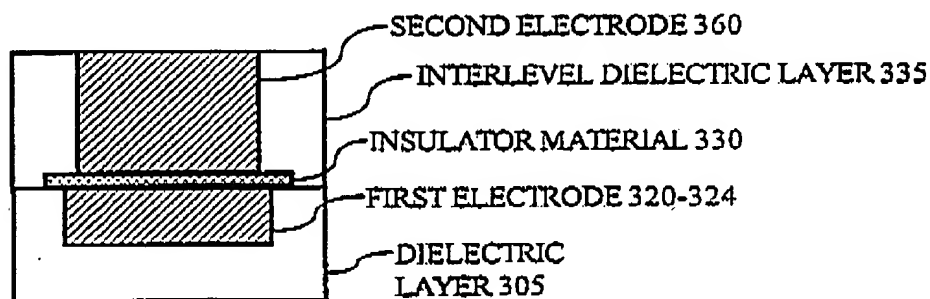 SECOND ELECTRODE 360
INTERLEVEL DIELECTRIC LAYER 335
INSULATOR MATERIAL 330
FIRST ELECTRODE 320-324
DIELECTRIC
LAYER 305